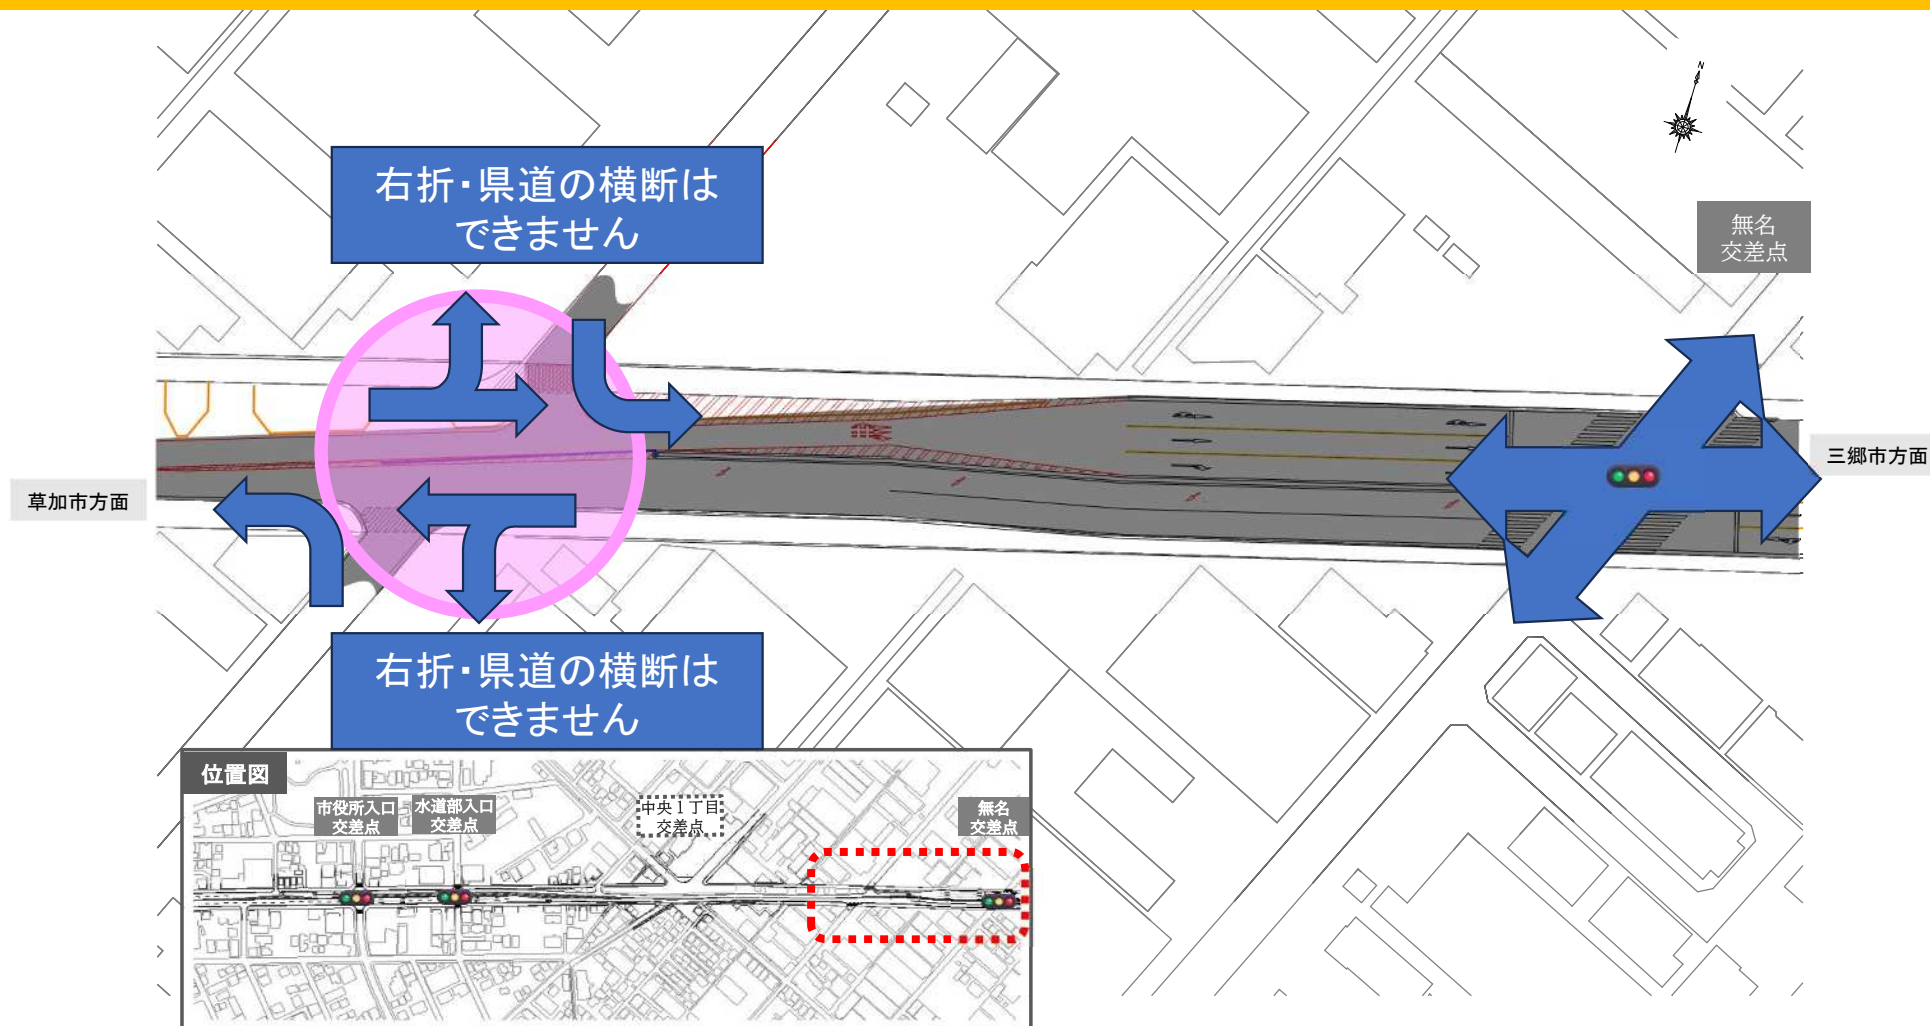 N
右折・県道の横断は
できません
無名
交差点
三郷市方面
草加市方面
右折・県道の横断は
できません
位置図
市役所入口
交差点
水道部入口
交差点
中央１丁目
交差点
無名
交差点